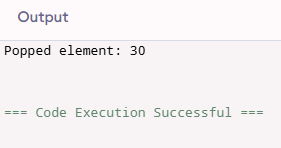 Output
Popped element: 30
=== Code Execution Successful ===